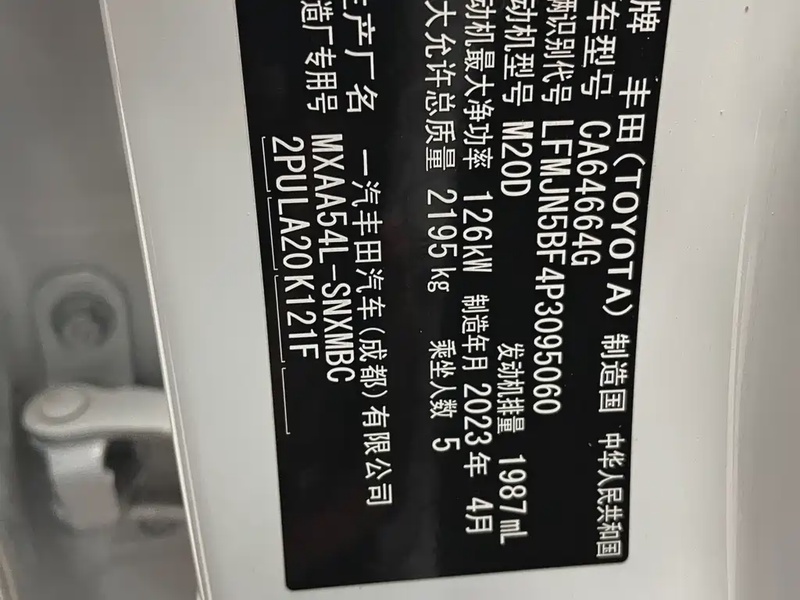 牌 丰田(TOYOTA) 制造国 中华人民共和国
车型号 CA64664G
辆识别代号 LFMJN5BF4P3095060
动机型号 M20D 发动机排量 1987mL
动机最大净功率 126kW 制造年月 2023年 4月
大允许总质量 2195kg 乘坐人数 5
生产厂名 一汽丰田汽车(成都)有限公司
造厂专用号 MXAA54L-SNXMBC
2PULA20K121F